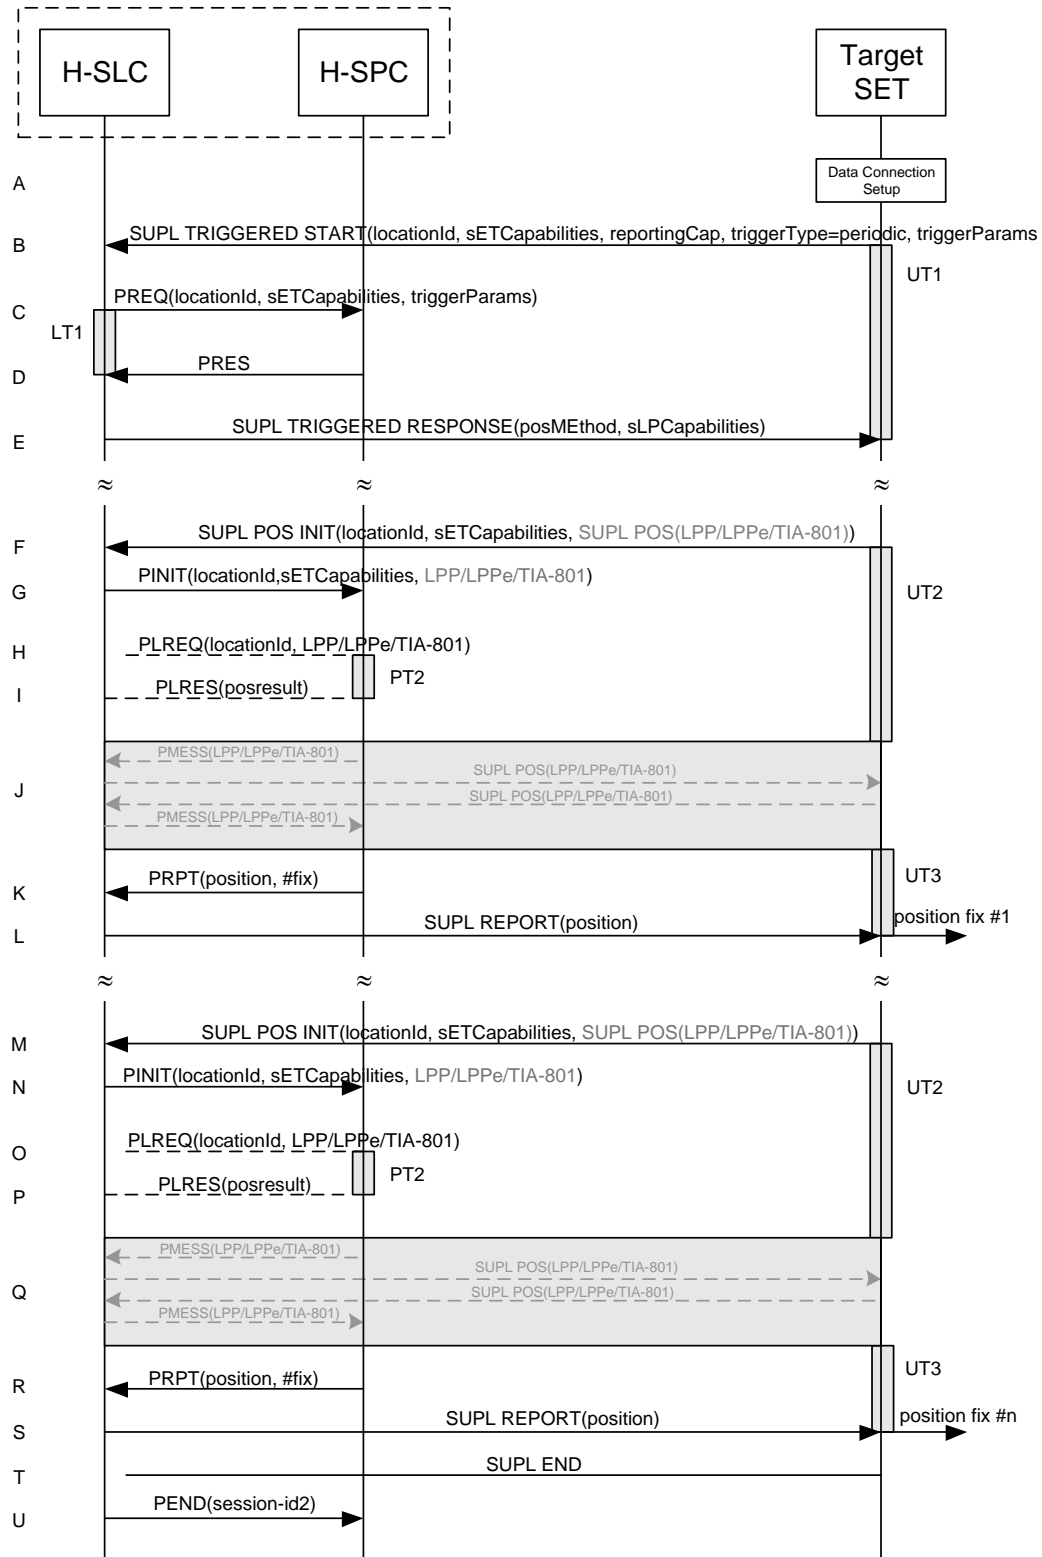 H-SLC
H-SPC
Target
SET
A
Data Connection
Setup
B
SUPL TRIGGERED START(locationId, sETCapabilities, reportingCap, triggerType=periodic, triggerParams
UT1
C
PREQ(locationId, sETCapabilities, triggerParams)
LT1
D
PRES
E
SUPL TRIGGERED RESPONSE(posMEthod, sLPCapabilities)
≈ ≈ ≈
F
SUPL POS INIT(locationId, sETCapabilities, SUPL POS(LPP/LPPe/TIA-801))
G
PINIT(locationId,sETCapabilities, LPP/LPPe/TIA-801)
UT2
H
PLREQ(locationId, LPP/LPPe/TIA-801)
PT2
I
PLRES(posresult)
PMESS(LPP/LPPe/TIA-801)
SUPL POS(LPP/LPPe/TIA-801)
J
SUPL POS(LPP/LPPe/TIA-801)
PMESS(LPP/LPPe/TIA-801)
UT3
K
PRPT(position, #fix)
L
SUPL REPORT(position)
position fix #1
≈ ≈ ≈
M
SUPL POS INIT(locationId, sETCapabilities, SUPL POS(LPP/LPPe/TIA-801))
N
PINIT(locationId, sETCapabilities, LPP/LPPe/TIA-801)
UT2
O
PLREQ(locationId, LPP/LPPe/TIA-801)
PT2
P
PLRES(posresult)
PMESS(LPP/LPPe/TIA-801)
SUPL POS(LPP/LPPe/TIA-801)
Q
SUPL POS(LPP/LPPe/TIA-801)
PMESS(LPP/LPPe/TIA-801)
UT3
R
PRPT(position, #fix)
S
SUPL REPORT(position)
position fix #n
T
SUPL END
U
PEND(session-id2)